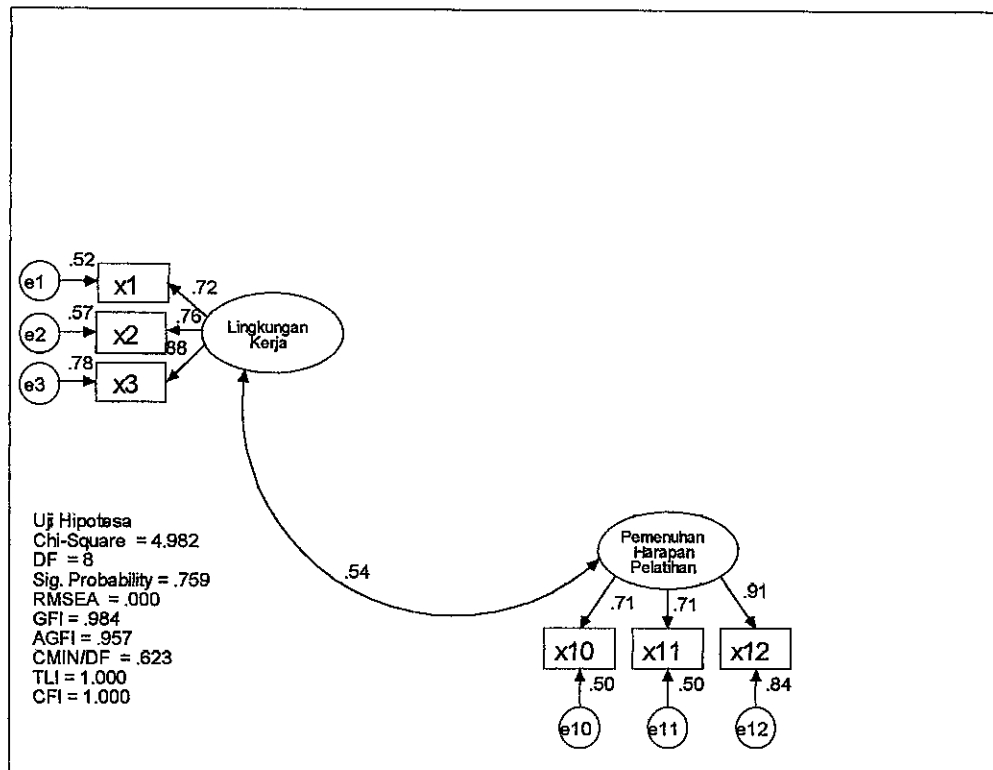 .52
e1
x1
.72
.57
e2
x2
.76
.88
.78
e3
x3
Lingkungan
Kerja
Uji Hipotesa
Chi-Square = 4.982
DF = 8
Sig. Probability = .759
RMSEA = .000
GFI = .984
AGFI = .957
CMIN/DF = .623
TLI = 1.000
CFI = 1.000
.54
Pemenuhan
Harapan
Pelatihan
.71
.71
.91
x10
x11
x12
.50
.50
.84
e10
e11
e12